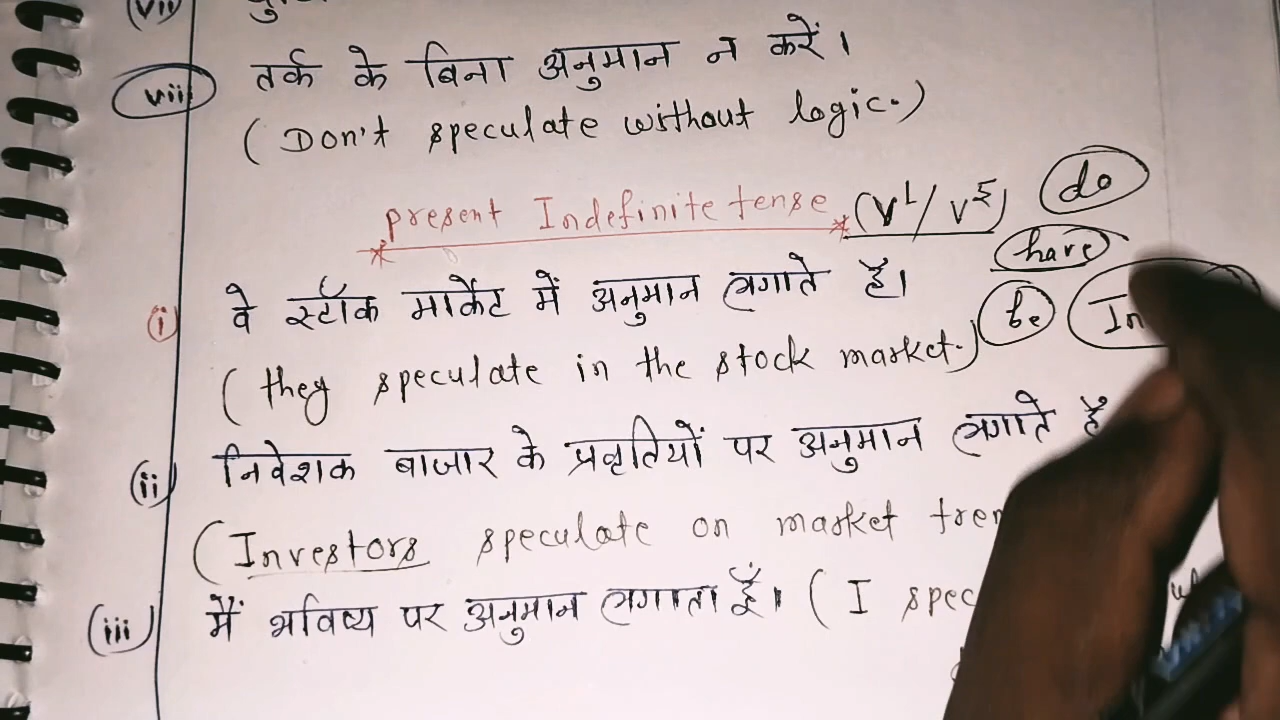 (vii)
(viii) तर्क के बिना अनुमान न करें।
(Don't speculate without logic.)
*present Indefinite tense* (V¹/V⁵) do
have
(i) वे स्टॉक मार्केट में अनुमान लगाते हैं। be
(they speculate in the stock market.)
(ii) निवेशक बाजार के प्रवृतियों पर अनुमान लगाते
(Investors speculate on market
(iii) मैं भविष्य पर अनुमान लगाता हूँ। (I